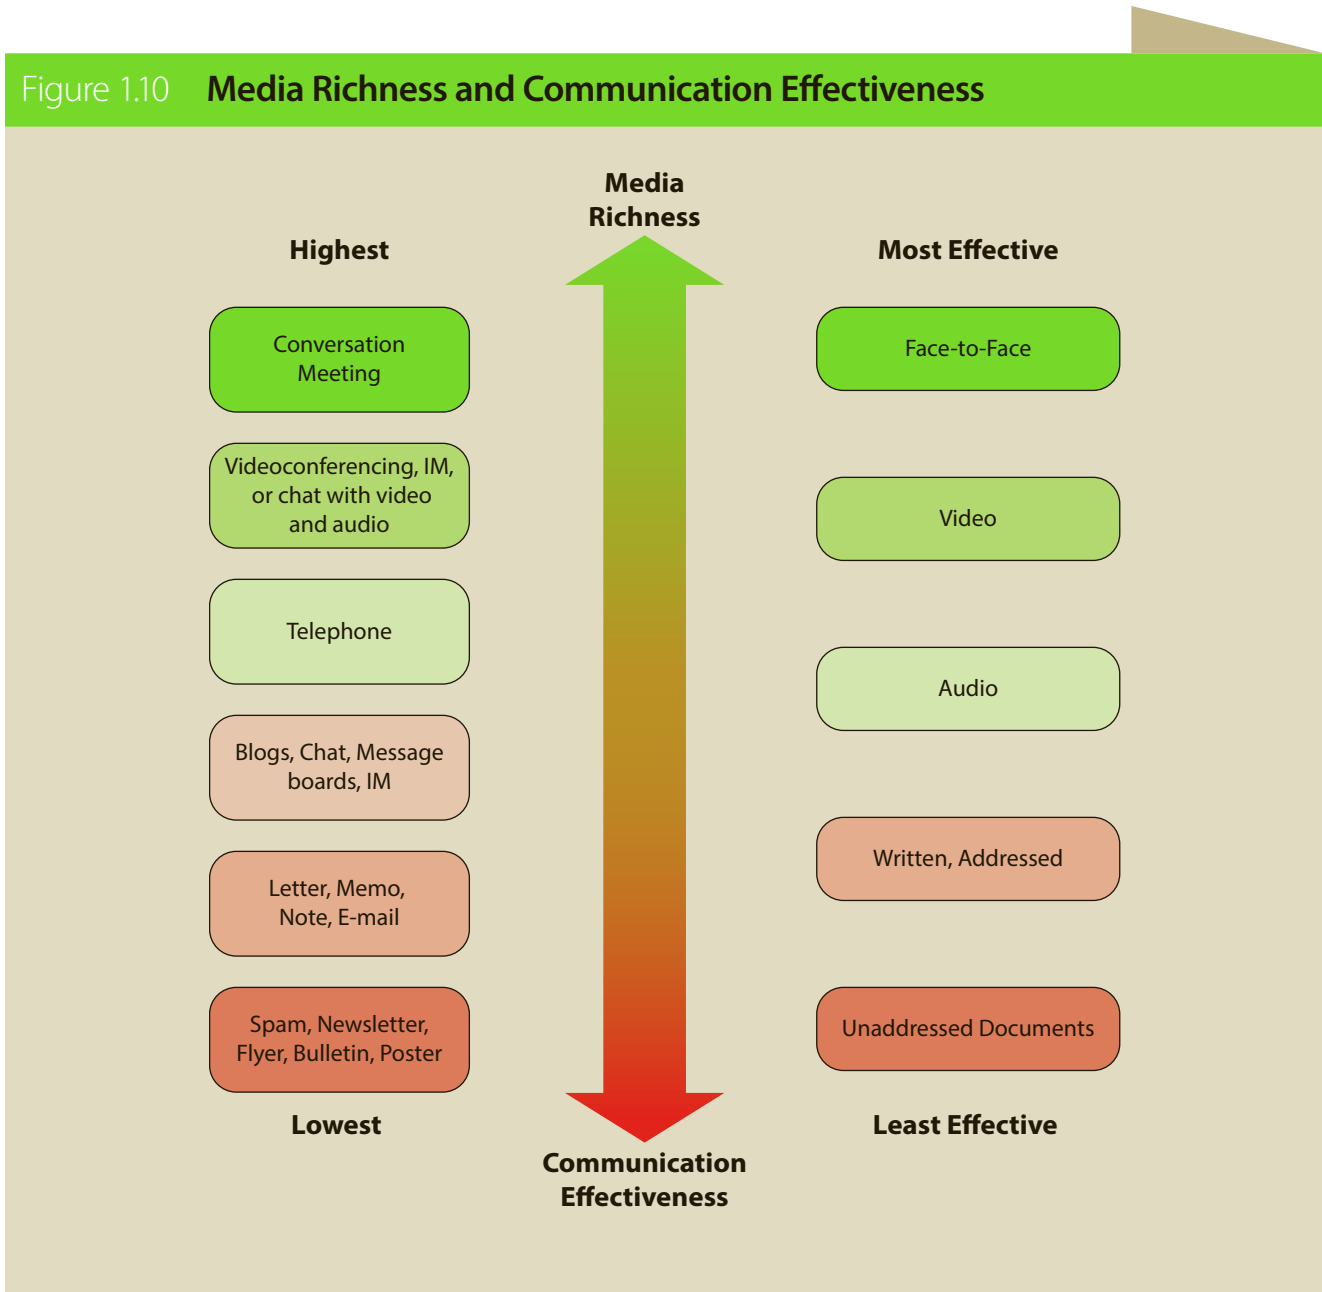 Figure 1.10 Media Richness and Communication Effectiveness
Media
Richness
Highest
Most Effective
Conversation
Meeting
Face-to-Face
Videoconferencing, IM,
or chat with video
and audio
Video
Telephone
Audio
Blogs, Chat, Message
boards, IM
Letter, Memo,
Note, E-mail
Written, Addressed
Spam, Newsletter,
Flyer, Bulletin, Poster
Unaddressed Documents
Lowest
Least Effective
Communication
Effectiveness